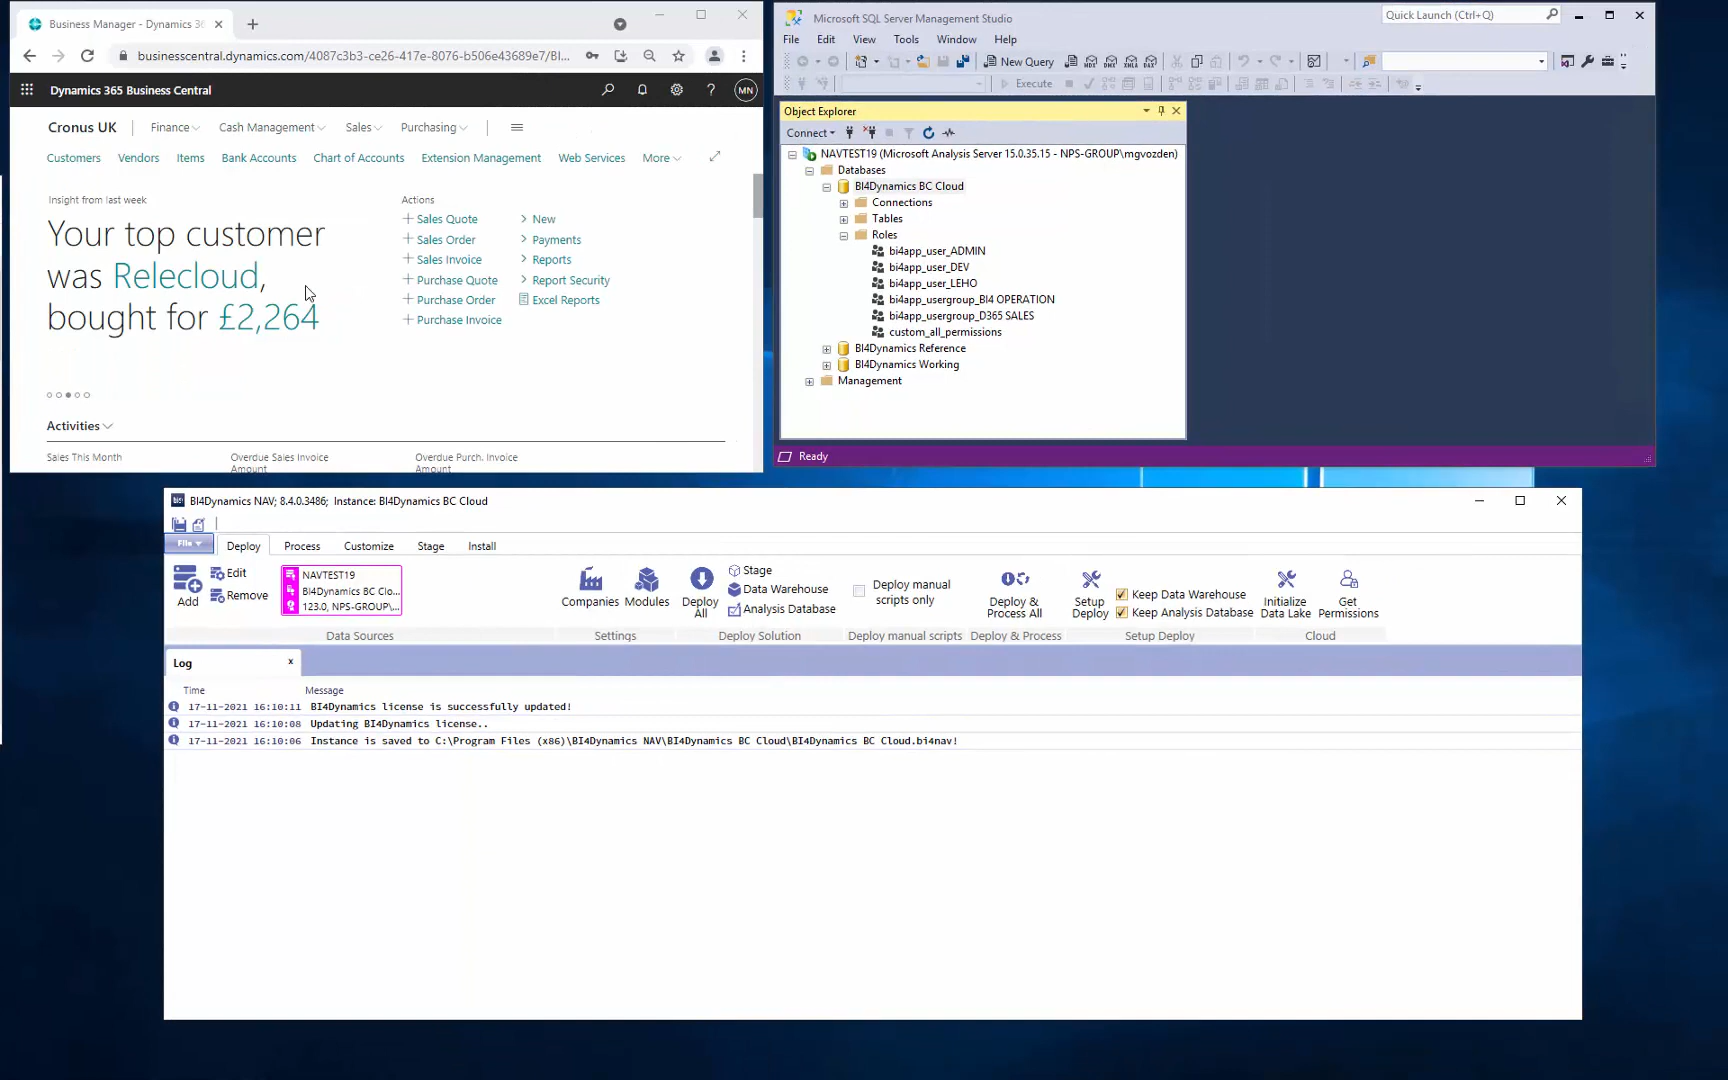 Business Manager - Dynamics 36
businesscentral.dynamics.com/4087c3b3-ce26-417e-8076-b506e43689e7/BI...
Dynamics 365 Business Central
MN
Cronus UK
Finance
Cash Management
Sales
Purchasing
Customers
Vendors
Items
Bank Accounts
Chart of Accounts
Extension Management
Web Services
More
Insight from last week
Your top customer
was Relecloud,
bought for £2,264
Actions
Sales Quote
Sales Order
Sales Invoice
Purchase Quote
Purchase Order
Purchase Invoice
New
Payments
Reports
Report Security
Excel Reports
Activities
Sales This Month
Overdue Sales Invoice
Amount
Overdue Purch. Invoice
Amount
Microsoft SQL Server Management Studio
Quick Launch (Ctrl+Q)
File Edit View Tools Window Help
New Query
MDX DMX XMLA DAX
Execute
Object Explorer
Connect
NAVTEST19 (Microsoft Analysis Server 15.0.35.15 - NPS-GROUP\mgvozden)
Databases
BI4Dynamics BC Cloud
Connections
Tables
Roles
bi4app_user_ADMIN
bi4app_user_DEV
bi4app_user_LEHO
bi4app_usergroup_BI4 OPERATION
bi4app_usergroup_D365 SALES
custom_all_permissions
BI4Dynamics Reference
BI4Dynamics Working
Management
Ready
BI4Dynamics NAV; 8.4.0.3486; Instance: BI4Dynamics BC Cloud
File Deploy Process Customize Stage Install
Add
Edit
Remove
NAVTEST19
BI4Dynamics BC Clo...
123.0, NPS-GROUP\...
Data Sources
Companies
Modules
Settings
Deploy
All
Stage
Data Warehouse
Analysis Database
Deploy Solution
Deploy manual
scripts only
Deploy manual scripts
Deploy &
Process All
Deploy & Process
Setup
Deploy
Keep Data Warehouse
Keep Analysis Database
Setup Deploy
Initialize
Data Lake
Get
Permissions
Cloud
Log x
Time Message
17-11-2021 16:10:11 BI4Dynamics license is successfully updated!
17-11-2021 16:10:08 Updating BI4Dynamics license..
17-11-2021 16:10:06 Instance is saved to C:\Program Files (x86)\BI4Dynamics NAV\BI4Dynamics BC Cloud\BI4Dynamics BC Cloud.bi4nav!